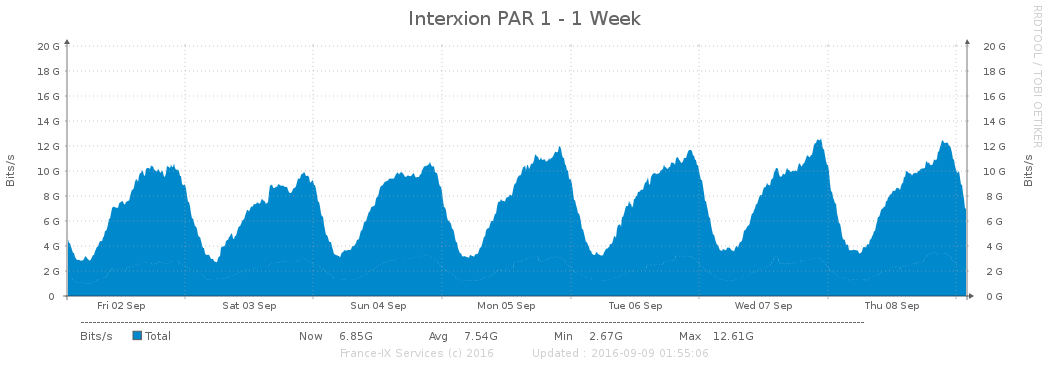 Interxion PAR 1 - 1 Week
RRDTOOL / TOBI OETIKER
Bits/s
Bits/s
20 G 20 G
18 G 18 G
16 G 16 G
14 G 14 G
12 G 12 G
10 G 10 G
8 G 8 G
6 G 6 G
4 G 4 G
2 G 2 G
0 0 G
Fri 02 Sep Sat 03 Sep Sun 04 Sep Mon 05 Sep Tue 06 Sep Wed 07 Sep Thu 08 Sep
Bits/s Total Now 6.85G Avg 7.54G Min 2.67G Max 12.61G
France-IX Services (c) 2016 Updated : 2016-09-09 01:55:06